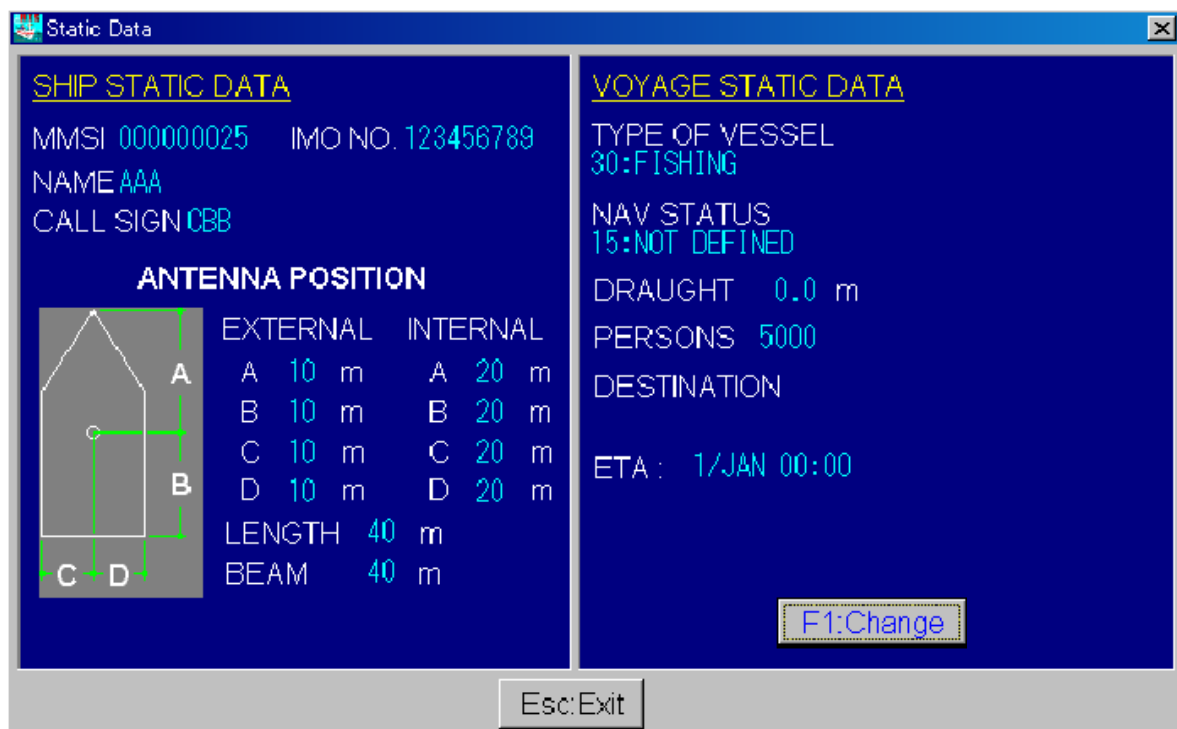 Static Data
SHIP STATIC DATA
MMSI 000000025 IMO NO. 123456789
NAME AAA
CALL SIGN CBB
ANTENNA POSITION
EXTERNAL INTERNAL
A 10 m A 20 m
B 10 m B 20 m
C 10 m C 20 m
D 10 m D 20 m
LENGTH 40 m
BEAM 40 m
A
B
C D
VOYAGE STATIC DATA
TYPE OF VESSEL
30:FISHING
NAV STATUS
15:NOT DEFINED
DRAUGHT 0.0 m
PERSONS 5000
DESTINATION
ETA : 1/JAN 00:00
F1:Change
Esc:Exit